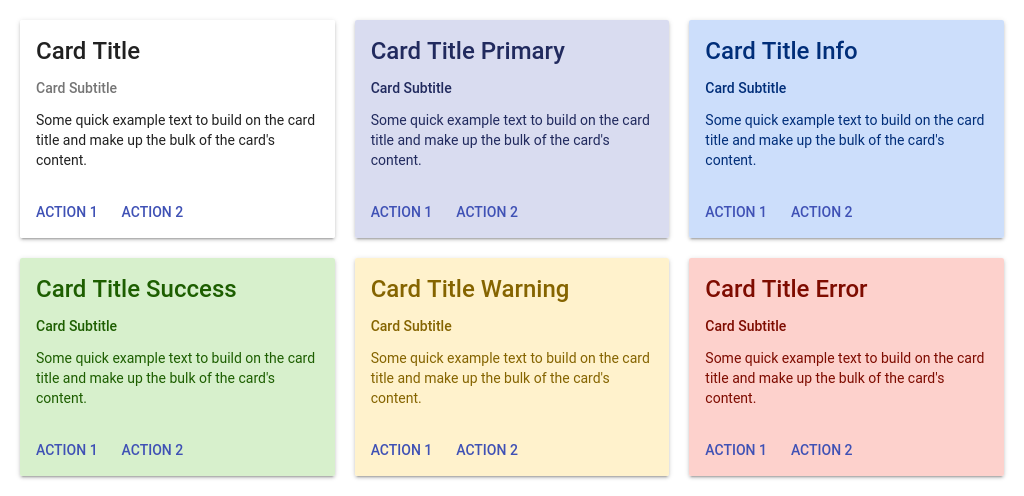 Card Title
Card Subtitle
Some quick example text to build on the card
title and make up the bulk of the card's
content.
ACTION 1 ACTION 2
Card Title Primary
Card Subtitle
Some quick example text to build on the card
title and make up the bulk of the card's
content.
ACTION 1 ACTION 2
Card Title Info
Card Subtitle
Some quick example text to build on the card
title and make up the bulk of the card's
content.
ACTION 1 ACTION 2
Card Title Success
Card Subtitle
Some quick example text to build on the card
title and make up the bulk of the card's
content.
ACTION 1 ACTION 2
Card Title Warning
Card Subtitle
Some quick example text to build on the card
title and make up the bulk of the card's
content.
ACTION 1 ACTION 2
Card Title Error
Card Subtitle
Some quick example text to build on the card
title and make up the bulk of the card's
content.
ACTION 1 ACTION 2